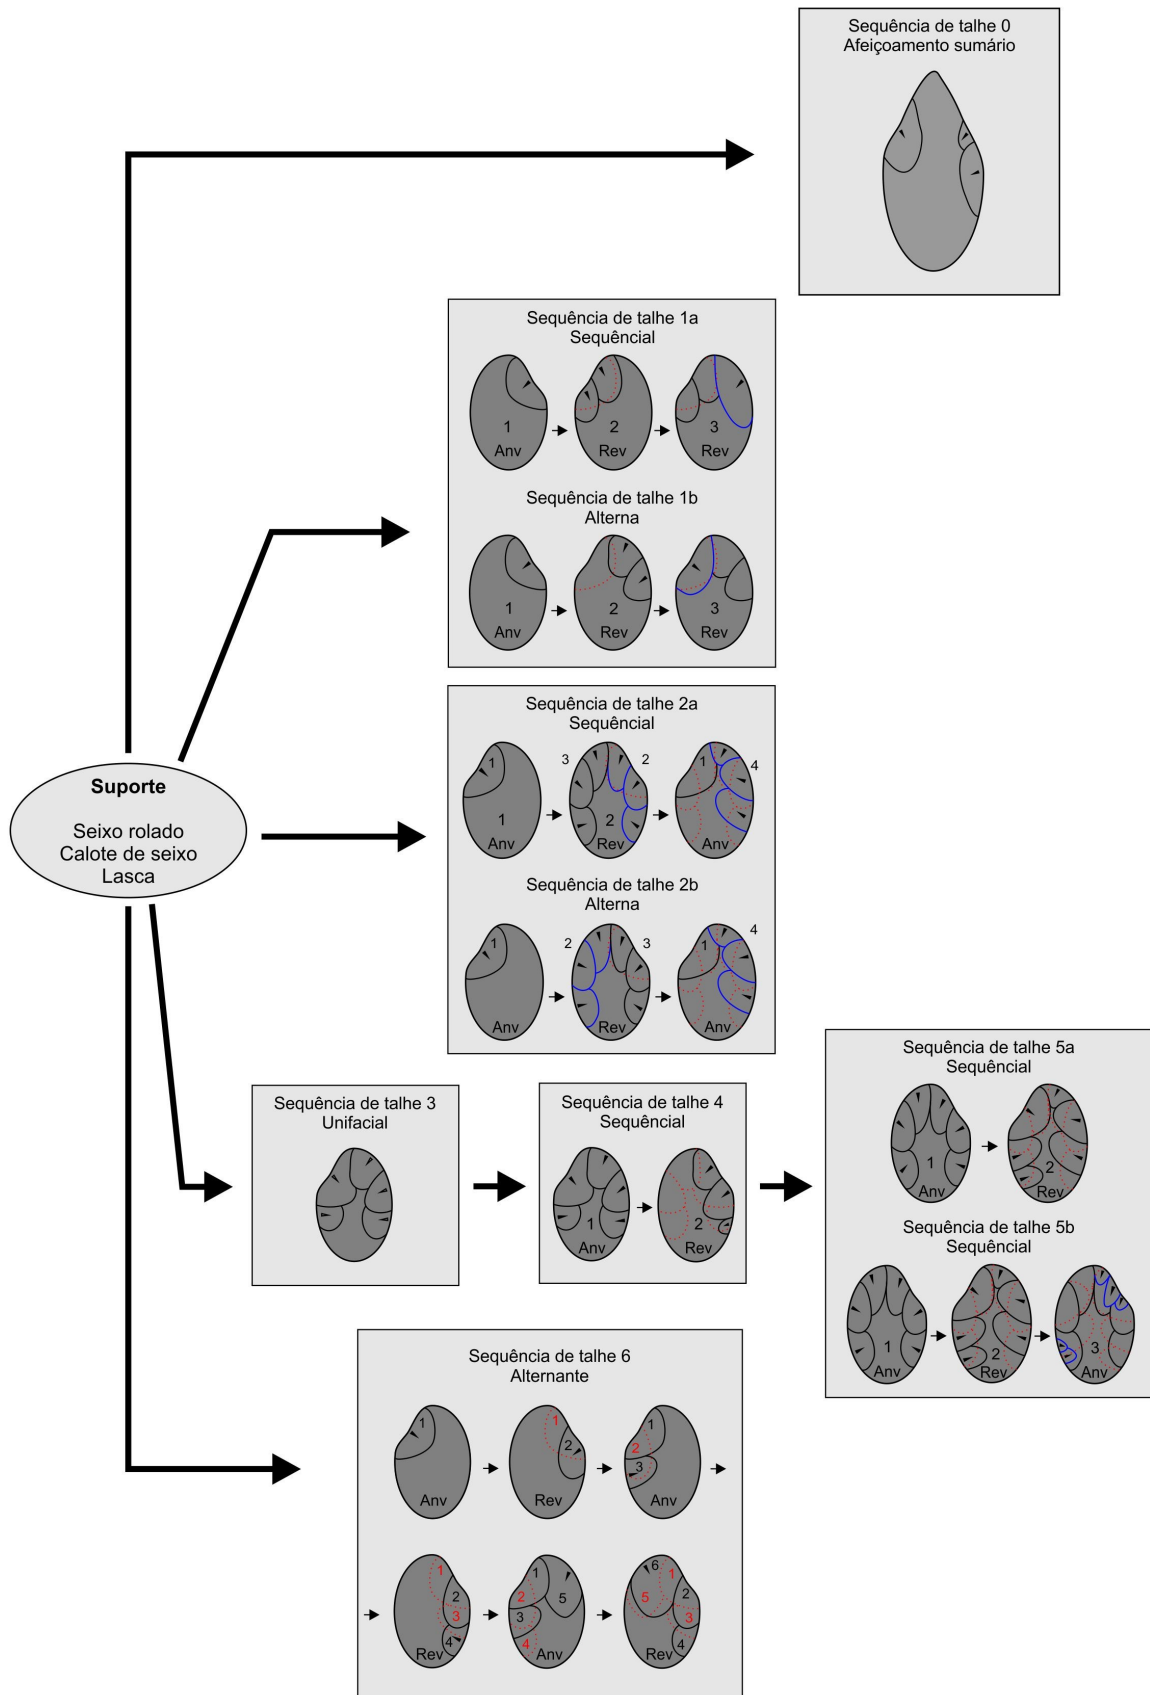 Sequência de talhe 0
Afeiçoamento sumário
Sequência de talhe 1a
Sequêncial
1
Anv
2
Rev
3
Rev
Sequência de talhe 1b
Alterna
1
Anv
2
Rev
3
Rev
Sequência de talhe 2a
Sequêncial
1
1
Anv
3
2
2
Rev
1
4
Anv
Sequência de talhe 2b
Alterna
1
Anv
2
3
Rev
1
4
Anv
Suporte
Seixo rolado
Calote de seixo
Lasca
Sequência de talhe 3
Unifacial
Sequência de talhe 4
Sequêncial
1
Anv
2
Rev
Sequência de talhe 5a
Sequêncial
1
Anv
2
Rev
Sequência de talhe 5b
Sequêncial
1
Anv
2
Rev
3
Anv
Sequência de talhe 6
Alternante
1
Anv
1
2
Rev
1
2
3
Anv
1
2
3
4
Rev
1
2
3
4
5
Anv
6
1
5
2
3
4
Rev